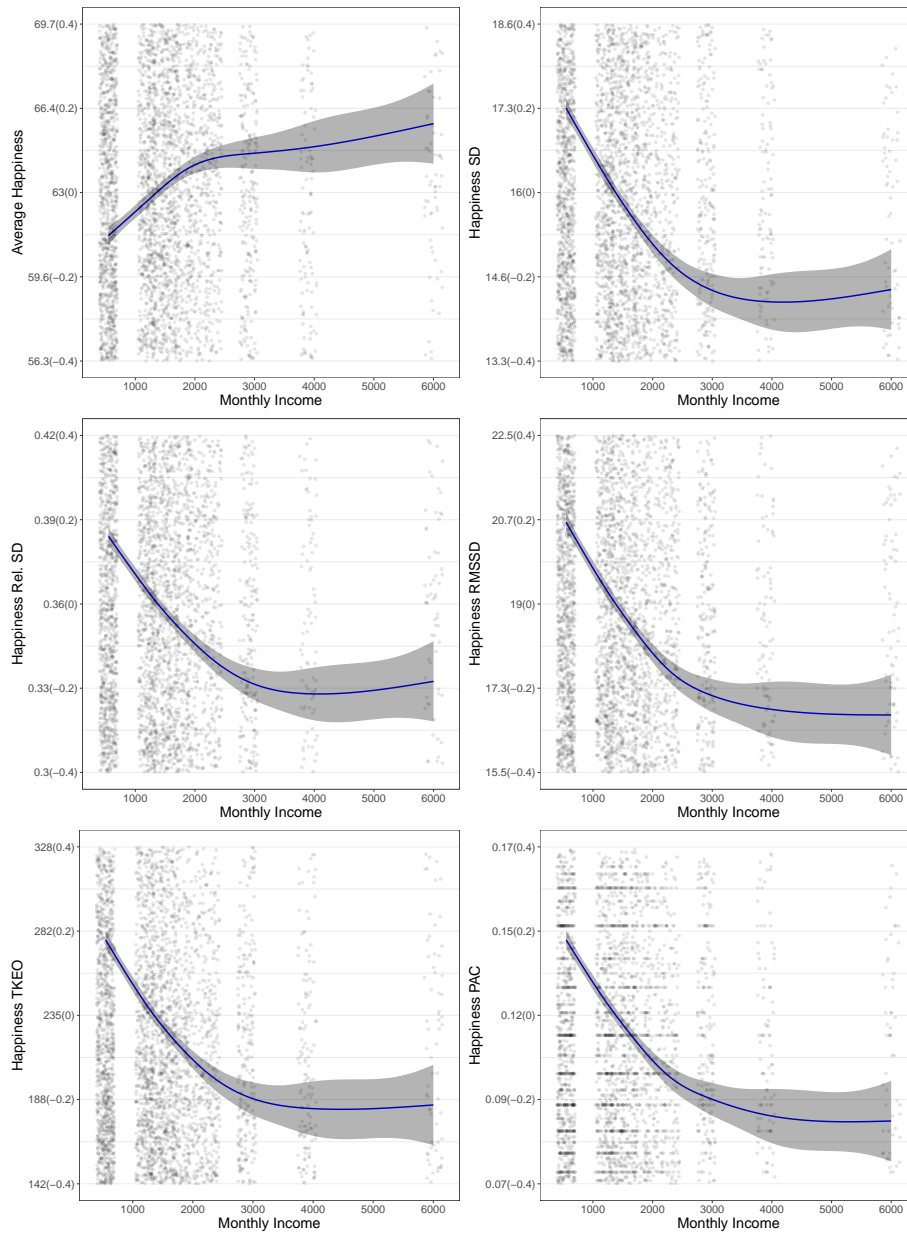 Average Happiness
69.7(0.4)
66.4(0.2)
63(0)
59.6(−0.2)
56.3(−0.4)
1000 2000 3000 4000 5000 6000
Monthly Income
Happiness SD
18.6(0.4)
17.3(0.2)
16(0)
14.6(−0.2)
13.3(−0.4)
1000 2000 3000 4000 5000 6000
Monthly Income
Happiness Rel. SD
0.42(0.4)
0.39(0.2)
0.36(0)
0.33(−0.2)
0.3(−0.4)
1000 2000 3000 4000 5000 6000
Monthly Income
Happiness RMSSD
22.5(0.4)
20.7(0.2)
19(0)
17.3(−0.2)
15.5(−0.4)
1000 2000 3000 4000 5000 6000
Monthly Income
Happiness TKEO
328(0.4)
282(0.2)
235(0)
188(−0.2)
142(−0.4)
1000 2000 3000 4000 5000 6000
Monthly Income
Happiness PAC
0.17(0.4)
0.15(0.2)
0.12(0)
0.09(−0.2)
0.07(−0.4)
1000 2000 3000 4000 5000 6000
Monthly Income